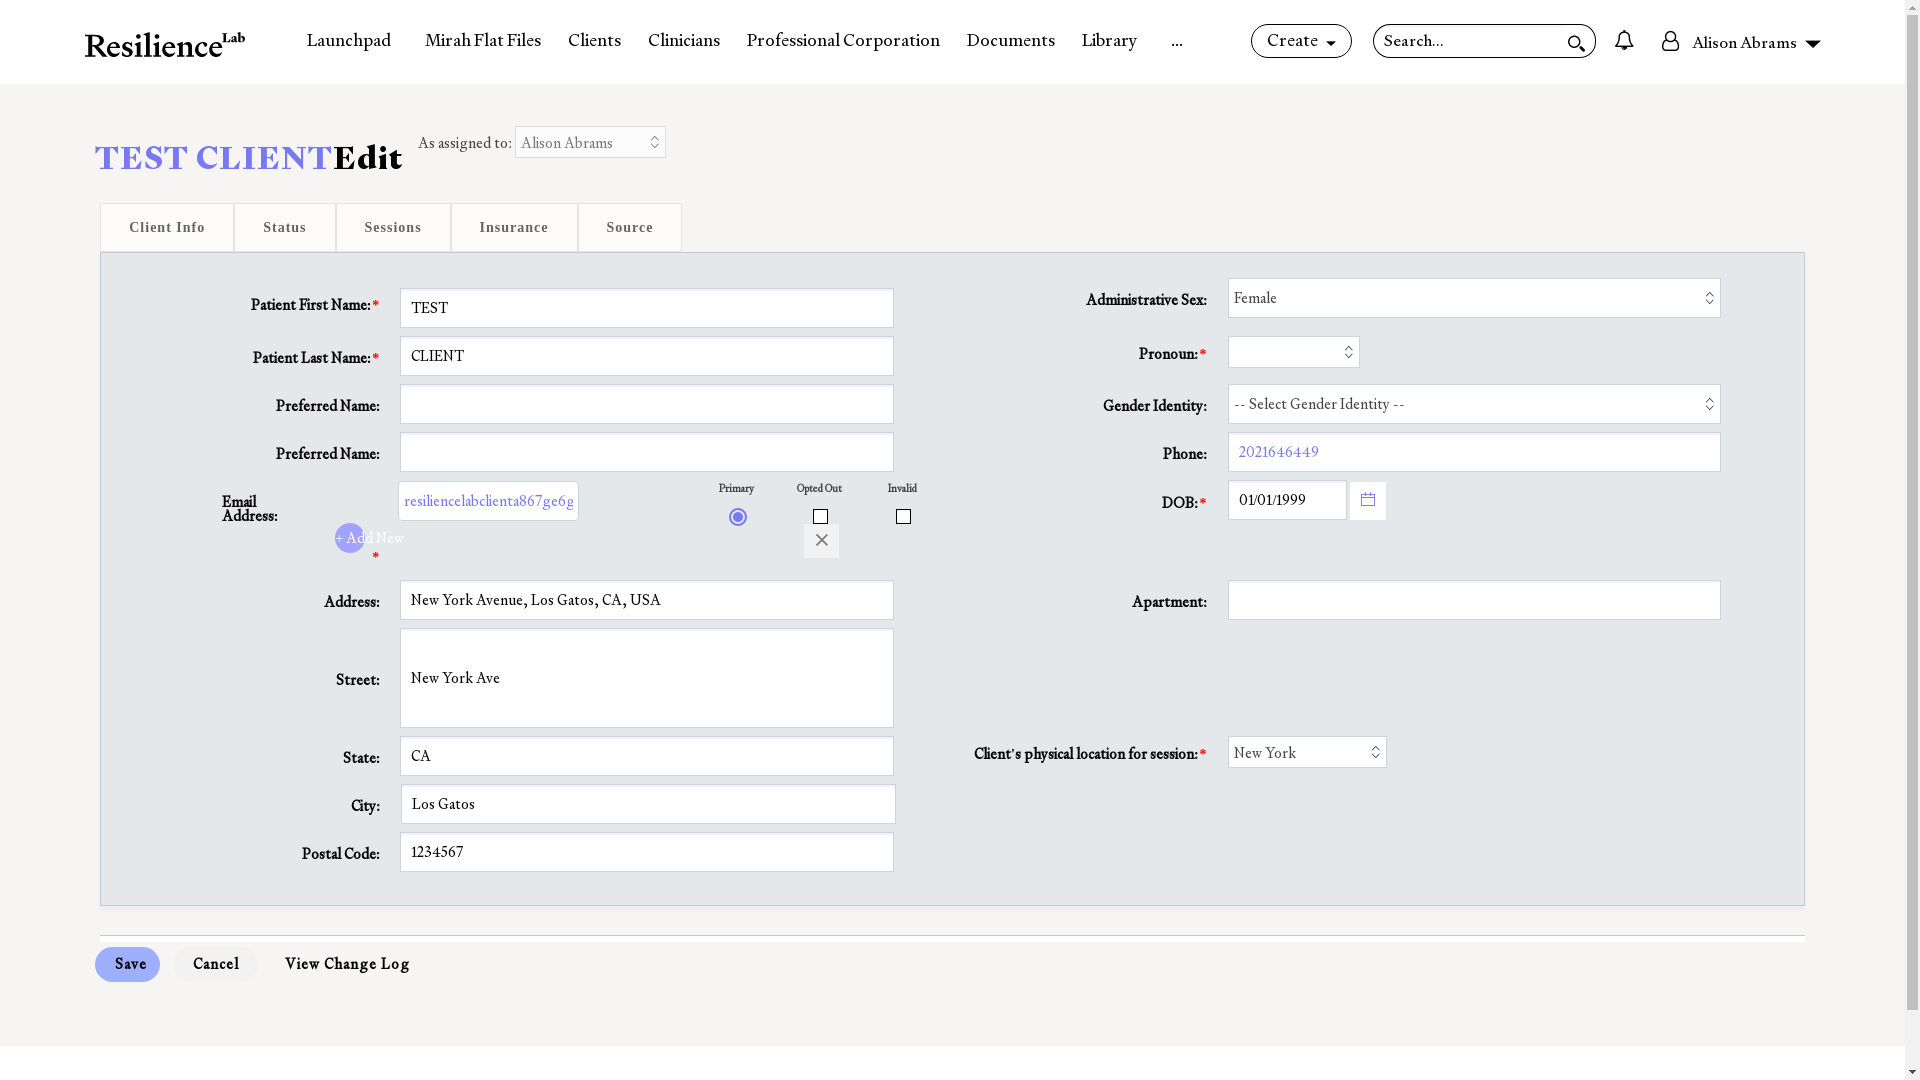 Resilience Lab
Launchpad Mirah Flat Files Clients Clinicians Professional Corporation Documents Library ...
Create Search... Alison Abrams
TEST CLIENTEdit
As assigned to: Alison Abrams
Client Info Status Sessions Insurance Source
Patient First Name:* TEST
Administrative Sex: Female
Patient Last Name:* CLIENT
Pronoun:*
Preferred Name:
Gender Identity: -- Select Gender Identity --
Preferred Name:
Phone: 2021646449
Email
Address:
resiliencelabclienta867ge6g
Primary Opted Out Invalid
+ Add New
*
DOB:* 01/01/1999
Address: New York Avenue, Los Gatos, CA, USA
Apartment:
Street: New York Ave
State: CA
Client's physical location for session:* New York
City: Los Gatos
Postal Code: 1234567
Save Cancel View Change Log